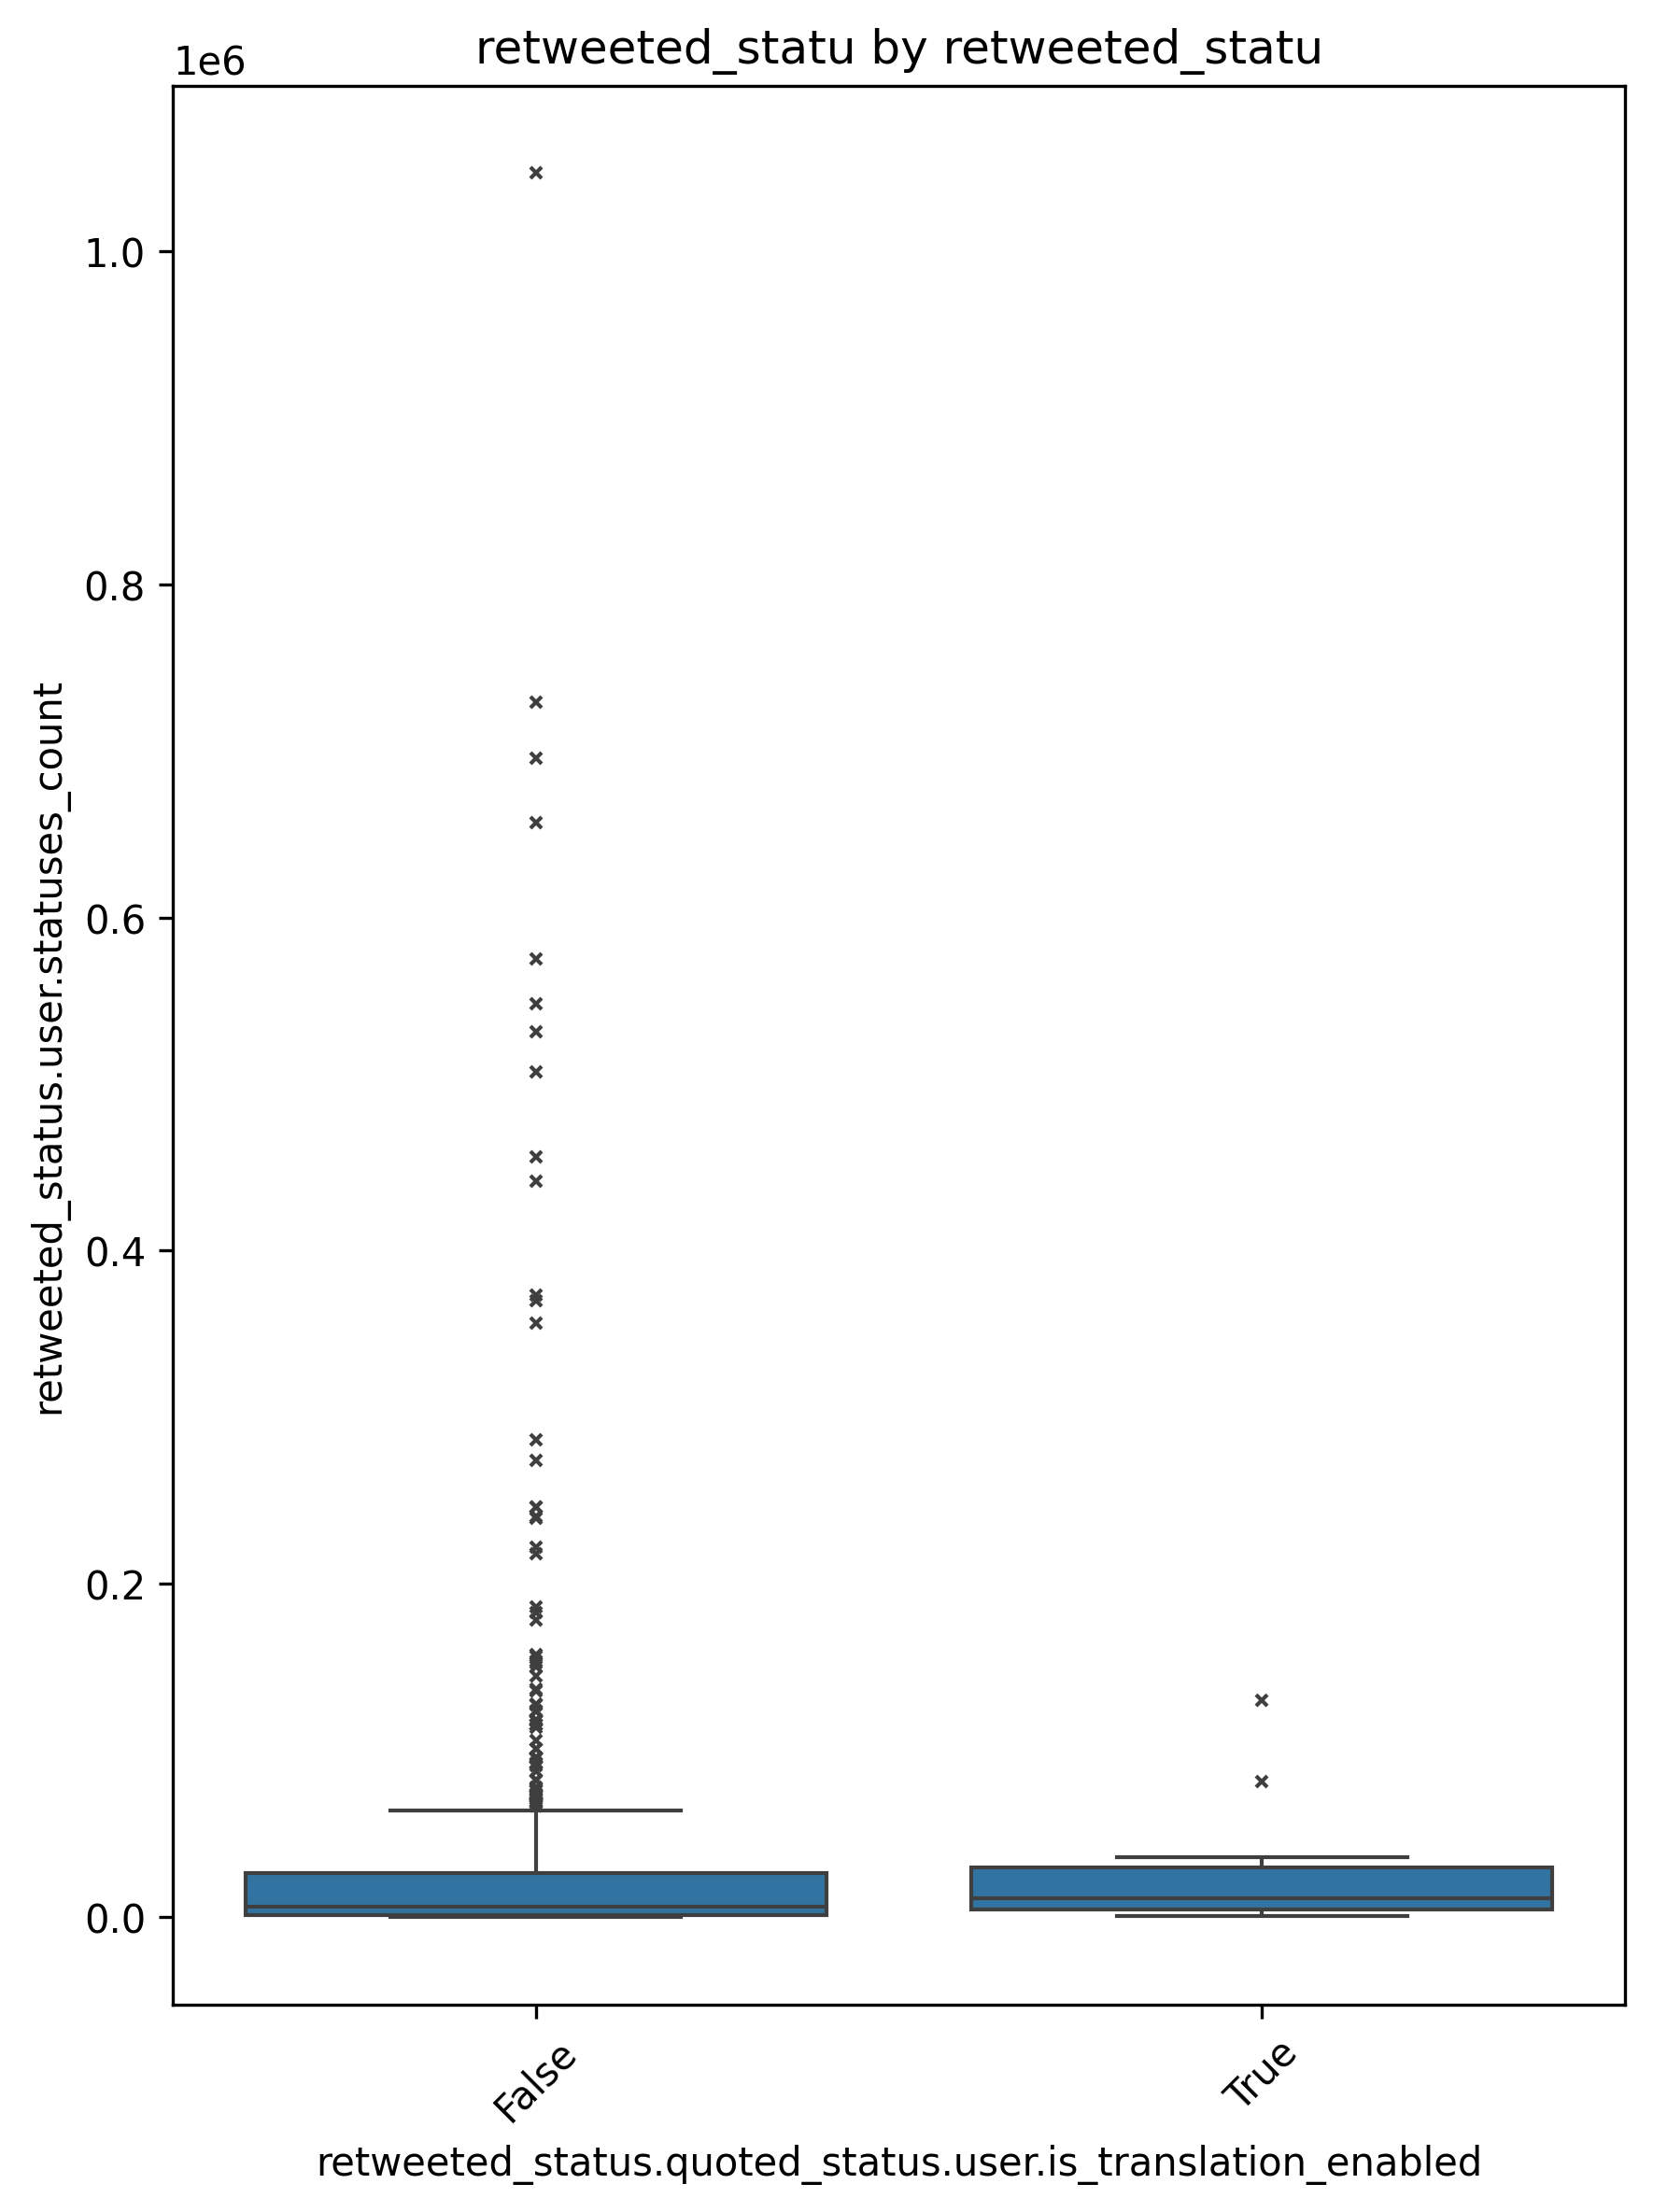 retweeted_statu by retweeted_statu
1e6
1.0
0.8
0.6
0.4
0.2
0.0
retweeted_status.user.statuses_count
False
True
retweeted_status.quoted_status.user.is_translation_enabled